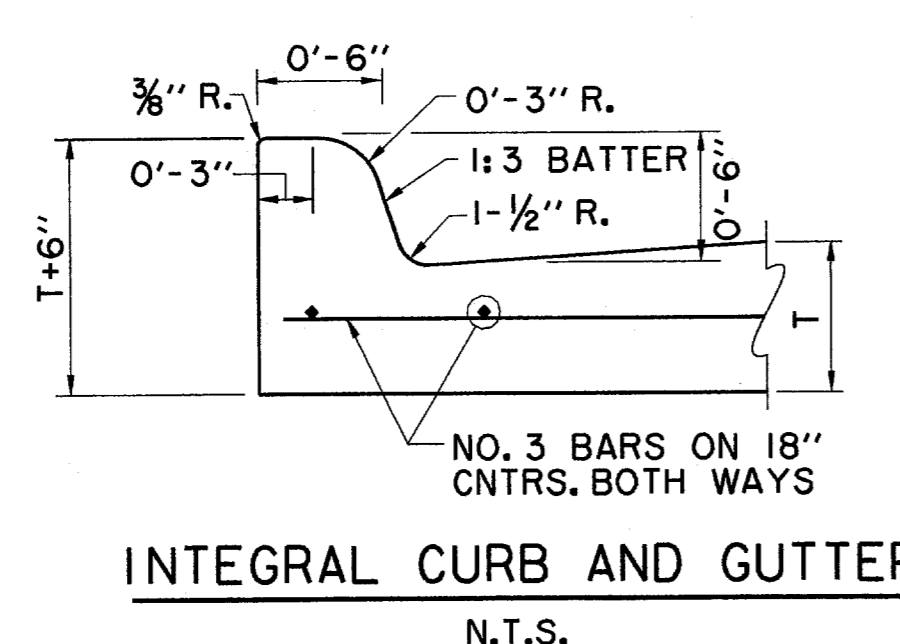 0'-6"
3/8" R.
0'-3" R.
0'-3"
1:3 BATTER
0'-6"
1-1/2" R.
T+6"
T
NO. 3 BARS ON 18"
CNTRS. BOTH WAYS
INTEGRAL CURB AND GUTTER
N.T.S.